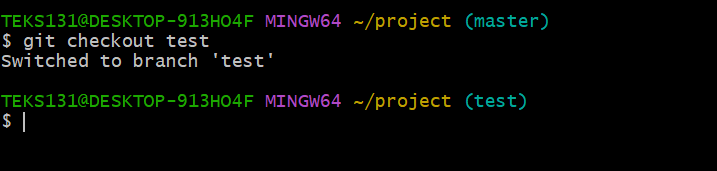 TEKS131@DESKTOP-913HO4F MINGW64 ~/project (master)
$ git checkout test
Switched to branch 'test'
TEKS131@DESKTOP-913HO4F MINGW64 ~/project (test)
$